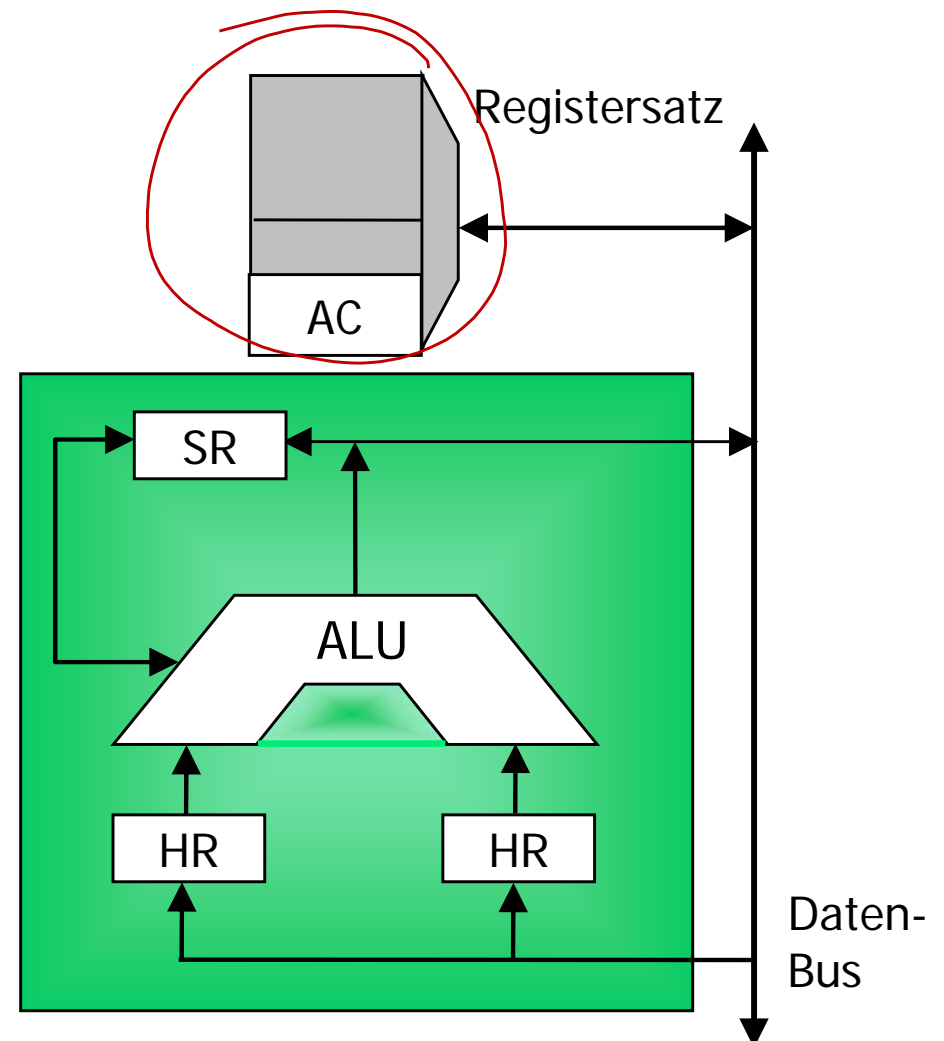 Registersatz
AC
SR
ALU
HR
HR
Daten-
Bus